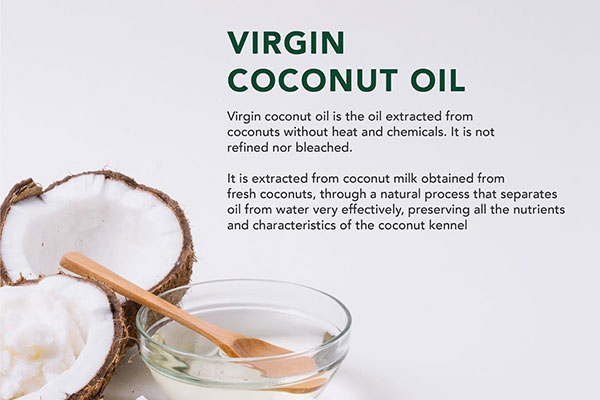 VIRGIN
COCONUT OIL
Virgin coconut oil is the oil extracted from
coconuts without heat and chemicals. It is not
refined nor bleached.
It is extracted from coconut milk obtained from
fresh coconuts, through a natural process that separates
oil from water very effectively, preserving all the nutrients
and characteristics of the coconut kennel